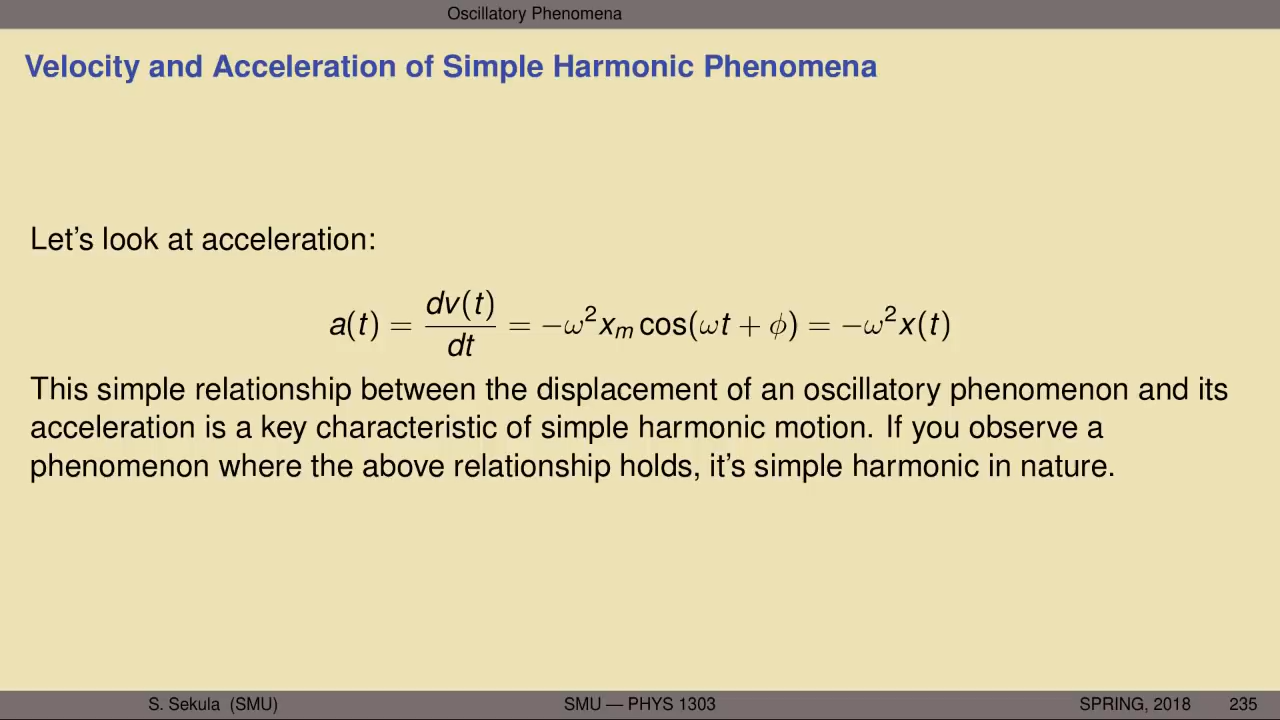 Oscillatory Phenomena
Velocity and Acceleration of Simple Harmonic Phenomena
Let's look at acceleration:
a(t) = dv(t)/dt = −ω²xₘ cos(ωt + ϕ) = −ω²x(t)
This simple relationship between the displacement of an oscillatory phenomenon and its
acceleration is a key characteristic of simple harmonic motion. If you observe a
phenomenon where the above relationship holds, it's simple harmonic in nature.
S. Sekula (SMU) SMU — PHYS 1303 SPRING, 2018 235